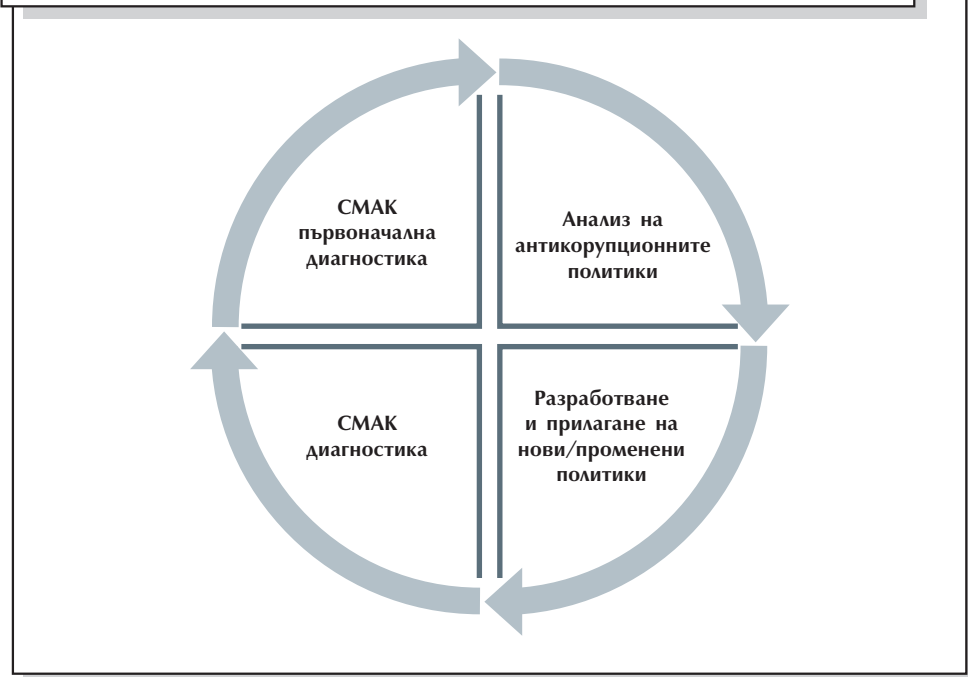 СМАК
първоначална
диагностика
Анализ на
антикорупционните
политики
СМАК
диагностика
Разработване
и прилагане на
нови/променени
политики